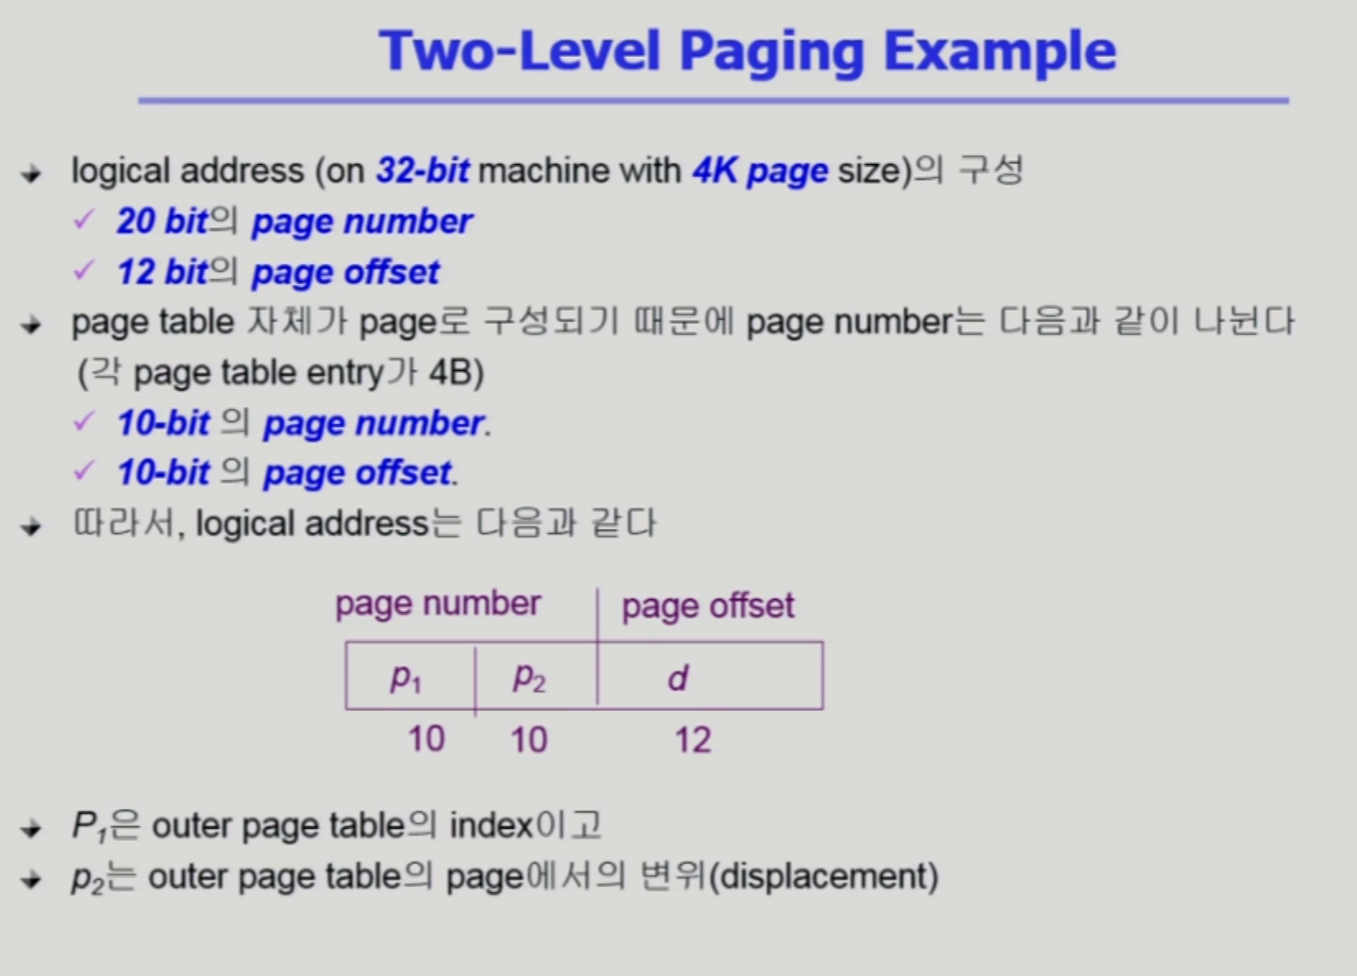 Two-Level Paging Example
logical address (on 32-bit machine with 4K page size)의 구성
✓ 20 bit의 page number
✓ 12 bit의 page offset
page table 자체가 page로 구성되기 때문에 page number는 다음과 같이 나뉜다
(각 page table entry가 4B)
✓ 10-bit 의 page number.
✓ 10-bit 의 page offset.
따라서, logical address는 다음과 같다
page number page offset
p₁ p₂ d
10 10 12
P₁은 outer page table의 index이고
p₂는 outer page table의 page에서의 변위(displacement)